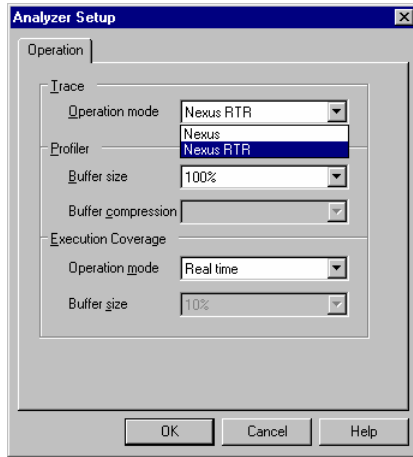 Analyzer Setup
Operation
Trace
Operation mode Nexus RTR
Nexus
Nexus RTR
Profiler
Buffer size 100%
Buffer compression
Execution Coverage
Operation mode Real time
Buffer size 10%
OK Cancel Help